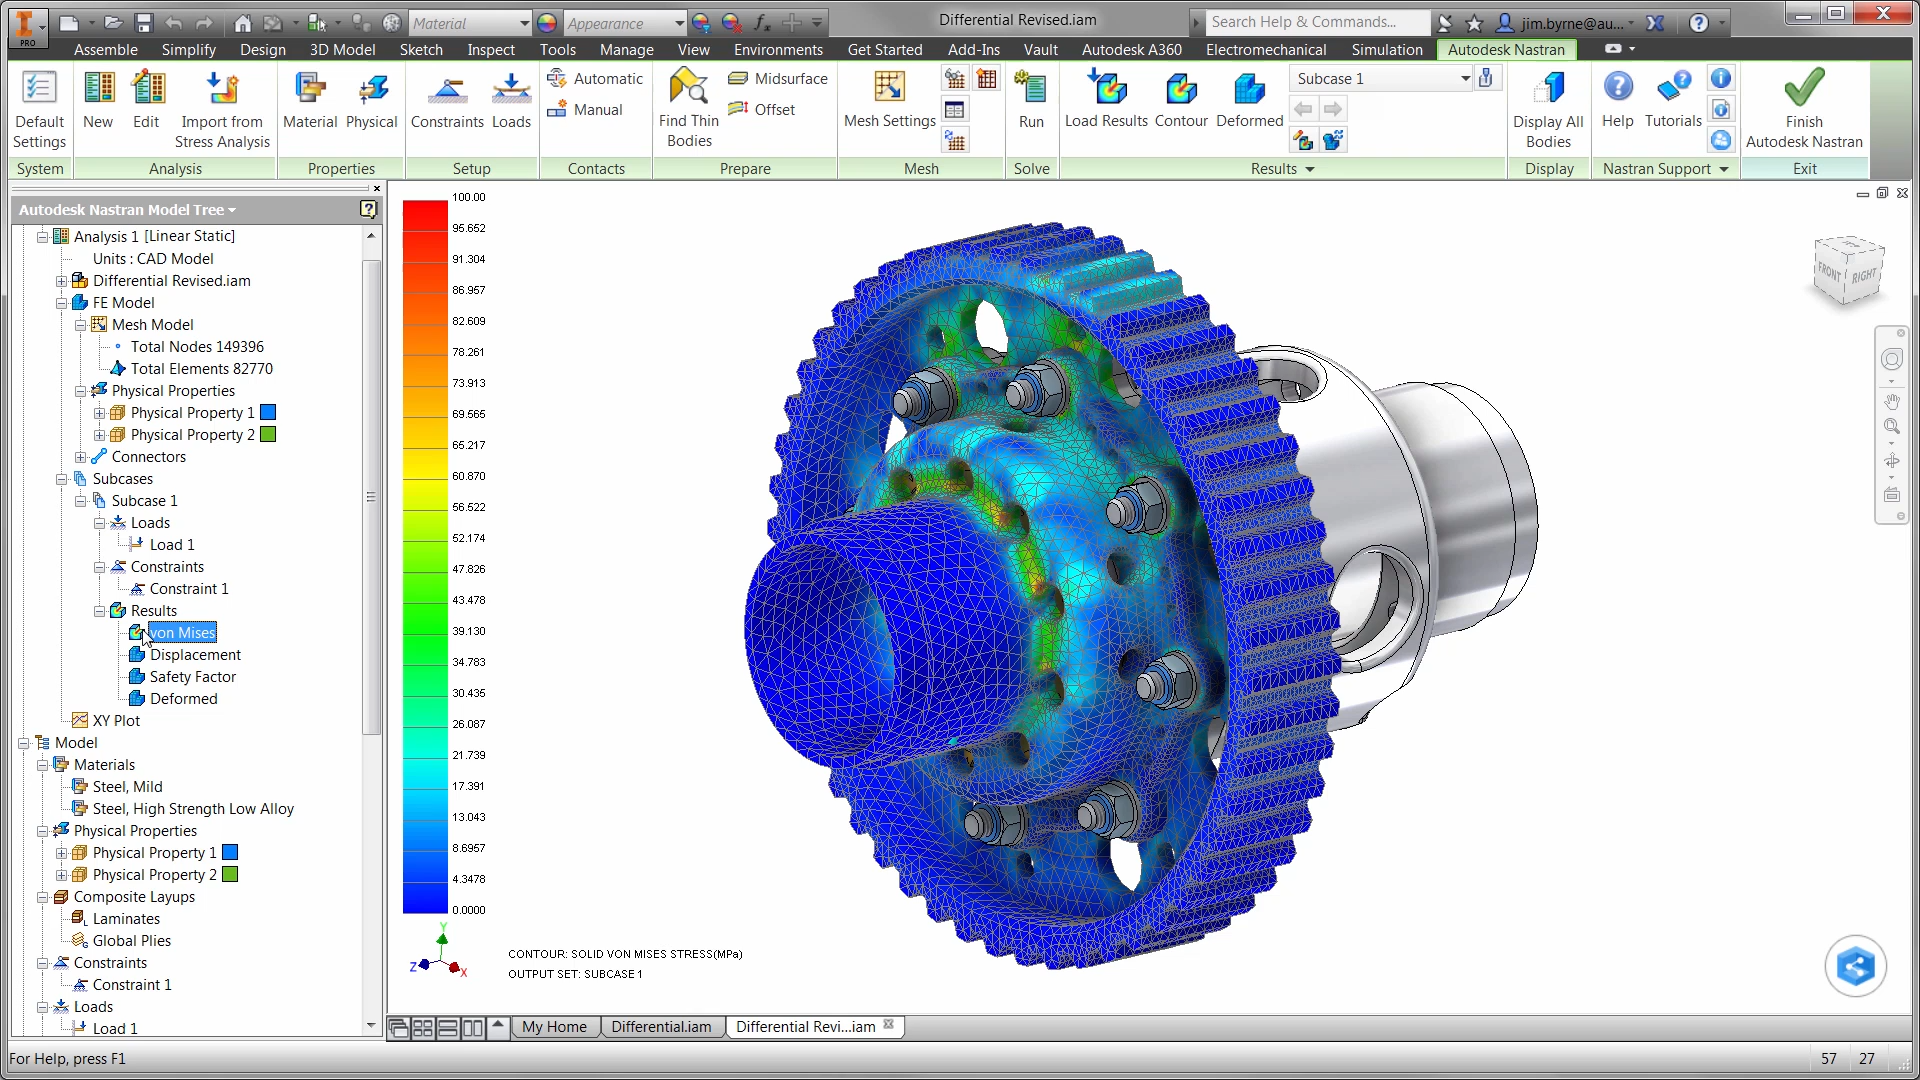 PRO
Material
Appearance
Differential Revised.iam
Search Help & Commands...
jim.byrne@au...
Assemble Simplify Design 3D Model Sketch Inspect Tools Manage View Environments Get Started Add-Ins Vault Autodesk A360 Electromechanical Simulation Autodesk Nastran
Default Settings
New
Edit
Import from Stress Analysis
Material
Physical
Constraints
Loads
Automatic
Manual
Find Thin Bodies
Midsurface
Offset
Mesh Settings
Run
Load Results
Contour
Deformed
Subcase 1
Display All Bodies
Help
Tutorials
Finish Autodesk Nastran
System Analysis Properties Setup Contacts Prepare Mesh Solve Results Display Nastran Support Exit
Autodesk Nastran Model Tree
Analysis 1 [Linear Static]
Units : CAD Model
Differential Revised.iam
FE Model
Mesh Model
Total Nodes 149396
Total Elements 82770
Physical Properties
Physical Property 1
Physical Property 2
Connectors
Subcases
Subcase 1
Loads
Load 1
Constraints
Constraint 1
Results
von Mises
Displacement
Safety Factor
Deformed
XY Plot
Model
Materials
Steel, Mild
Steel, High Strength Low Alloy
Physical Properties
Physical Property 1
Physical Property 2
Composite Layups
Laminates
Global Plies
Constraints
Constraint 1
Loads
Load 1
100.00
95.652
91.304
86.957
82.609
78.261
73.913
69.565
65.217
60.870
56.522
52.174
47.826
43.478
39.130
34.783
30.435
26.087
21.739
17.391
13.043
8.6957
4.3478
0.0000
FRONT
RIGHT
Y
Z
X
CONTOUR: SOLID VON MISES STRESS(MPa)
OUTPUT SET: SUBCASE 1
My Home
Differential.iam
Differential Revi...iam
For Help, press F1
57 27